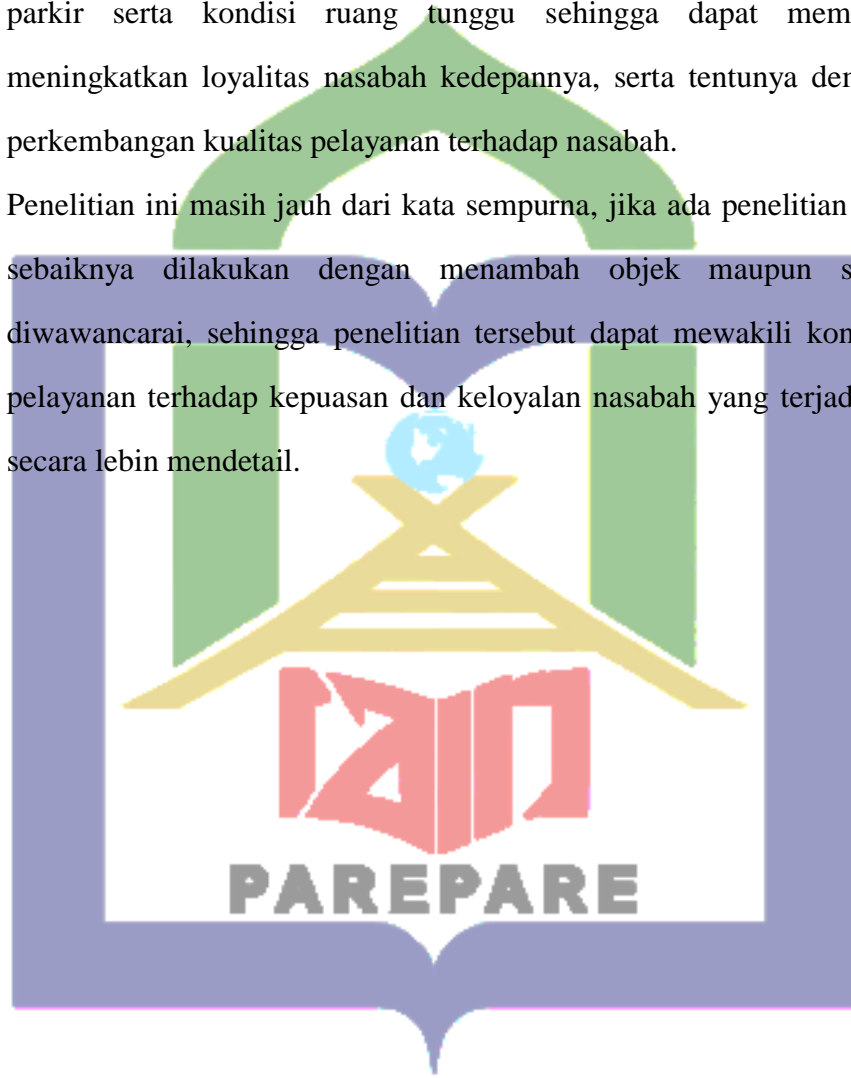 parkir serta kondisi ruang tunggu sehingga dapat mem
meningkatkan loyalitas nasabah kedepannya, serta tentunya der
perkembangan kualitas pelayanan terhadap nasabah.
Penelitian ini masih jauh dari kata sempurna, jika ada penelitian
sebaiknya dilakukan dengan menambah objek maupun s
diwawancarai, sehingga penelitian tersebut dapat mewakili kon
pelayanan terhadap kepuasan dan keloyalan nasabah yang terjad
secara lebin mendetail.
iain
PAREPARE